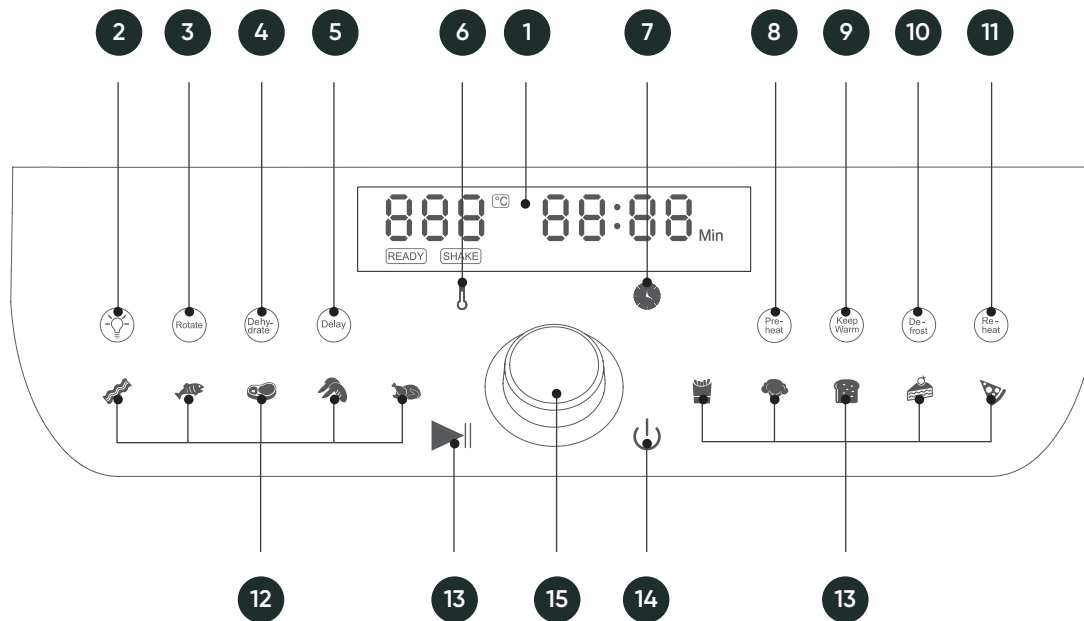 2 3 4 5 6 1 7 8 9 10 11
888 °C 88:88 Min
READY SHAKE
Rotate
Dehy-
drate
Delay
Pre-
heat
Keep
Warm
De-
frost
Re-
heat
12 13 15 14 13